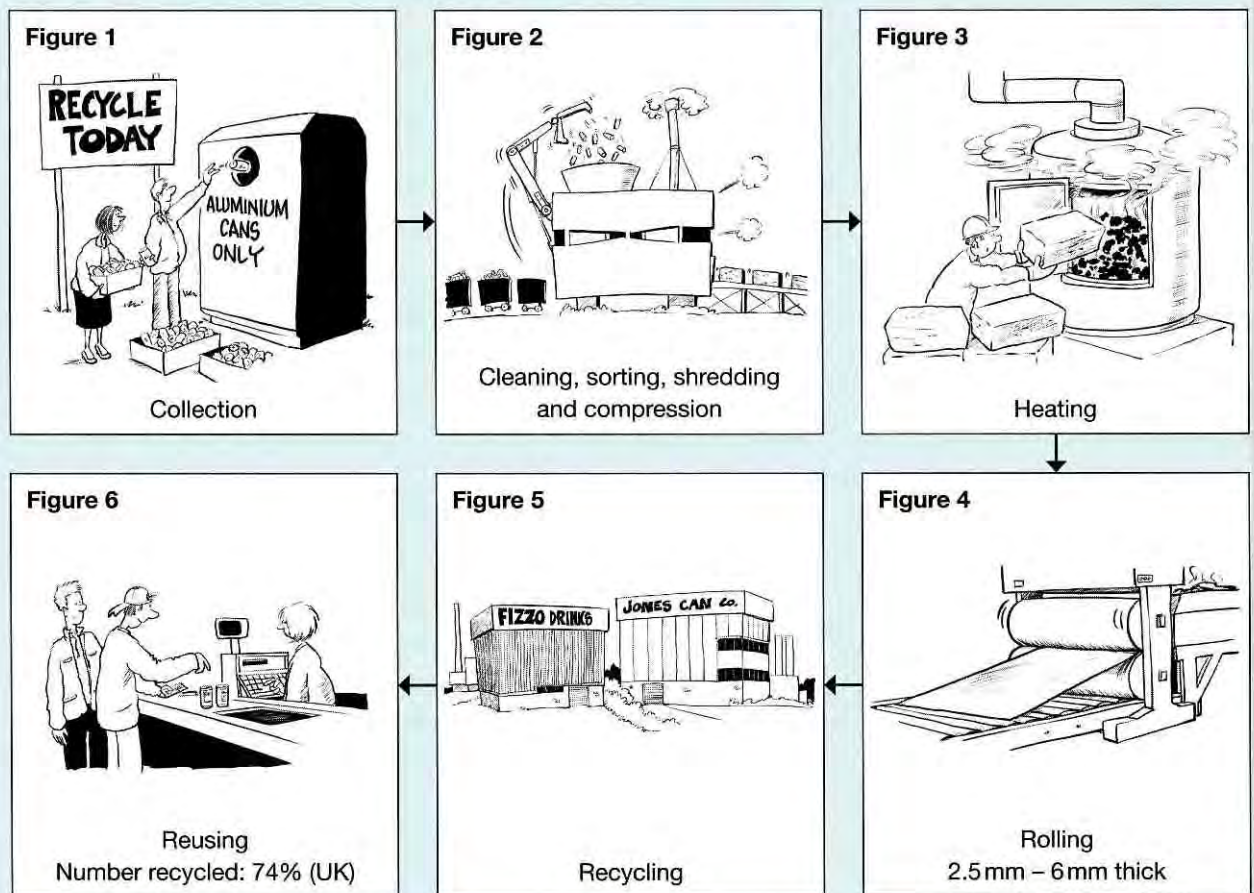 Figure 1
RECYCLE
TODAY
ALUMINIUM
CANS
ONLY
Collection
Figure 2
Cleaning, sorting, shredding
and compression
Figure 3
Heating
Figure 4
Rolling
2.5 mm – 6 mm thick
Figure 5
FIZZO DRINKS
JONES CAN Co.
Recycling
Figure 6
Reusing
Number recycled: 74% (UK)